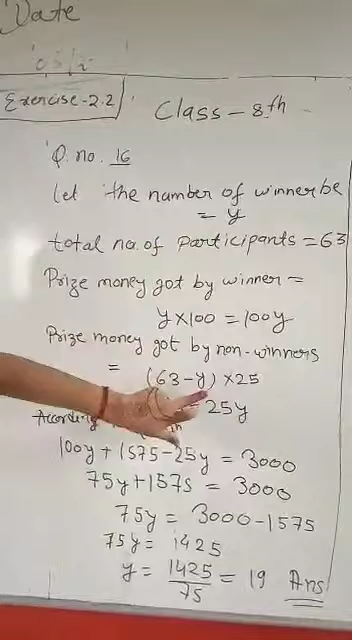 Date
Exercise-2.2
Class-8th
Q. no. 16
Let the number of winner be
= y
total no. of Participants = 63
Prize money got by winner =
y×100 = 100y
Prize money got by non-winners
=
(63-y) ×25
- 25y
According
100y + 1575-25y = 3000
75y+1575 = 3000
75y = 3000-1575
75y = 1425
y = 1425/75 = 19 Ans